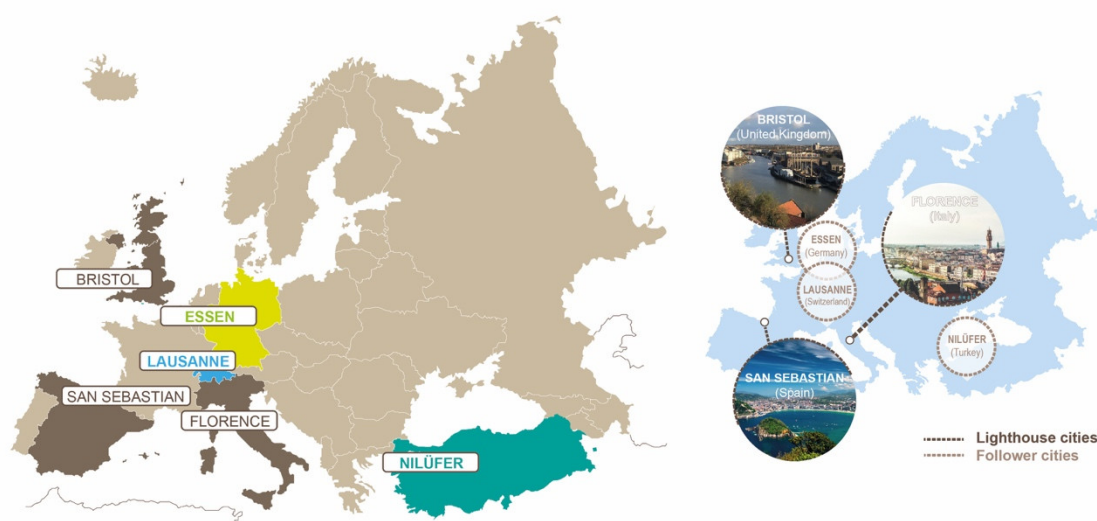 BRISTOL
ESSEN
LAUSANNE
SAN SEBASTIAN
FLORENCE
NILÜFER
BRISTOL
(United Kingdom)
FLORENCE
(Italy)
ESSEN
(Germany)
LAUSANNE
(Switzerland)
NILÜFER
(Turkey)
SAN SEBASTIAN
(Spain)
Lighthouse cities
Follower cities